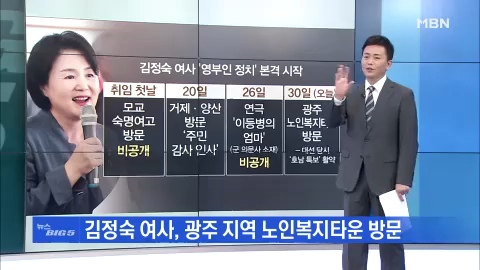 MBN
김정숙 여사 '영부인 정치' 본격 시작
취임 첫날
20일
26일
30일 (오늘
모교
숙명여고
방문
비공개
거제·양산
방문
'주민
감사 인사'
연극
'이등병의
엄마'
(군 의문사 소재)
비공개
광주
노인복지타
방문
- 대선 당시
'호남 특보' 활약
뉴스
BIG 5
김정숙 여사, 광주 지역 노인복지타운 방문